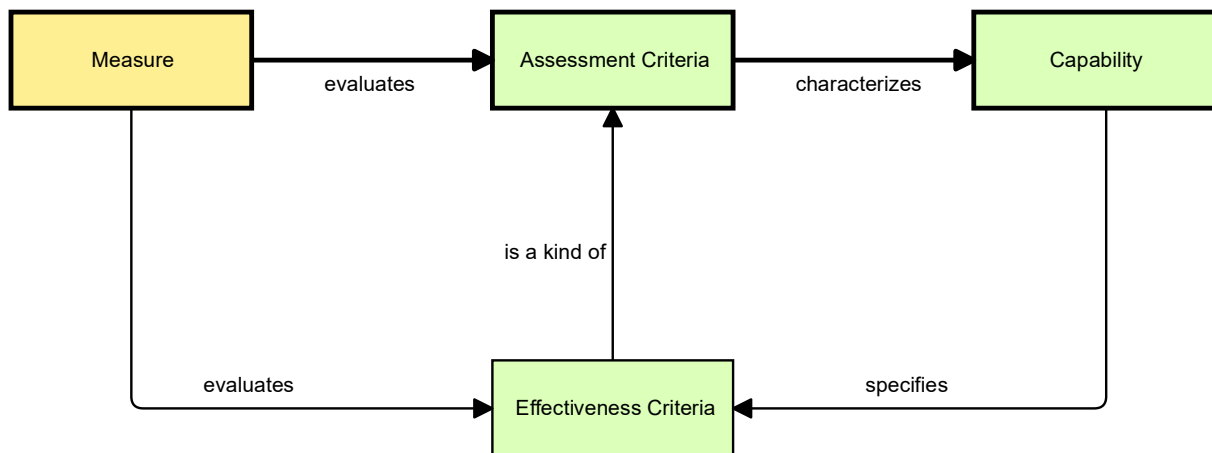 Measure
evaluates
Assessment Criteria
characterizes
Capability
is a kind of
evaluates
Effectiveness Criteria
specifies